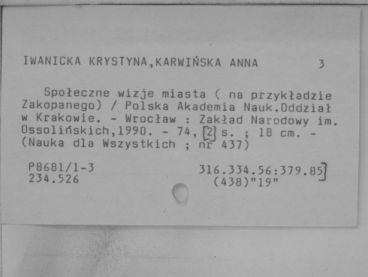 IWANICKA KRYSTYNA,KARWIŃSKA ANNA 3
Społeczne wizje miasta ( na przykładzie
Zakopanego) / Polska Akademia Nauk.Oddział
w Krakowie. - Wrocław : Zakład Narodowy im.
Ossolińskich,1990. - 74, [2] s. ; 18 cm. -
(Nauka dla Wszystkich ; nr 437)
P8681/1-3 316.334.56:379.85]
234.526 (438)"19"